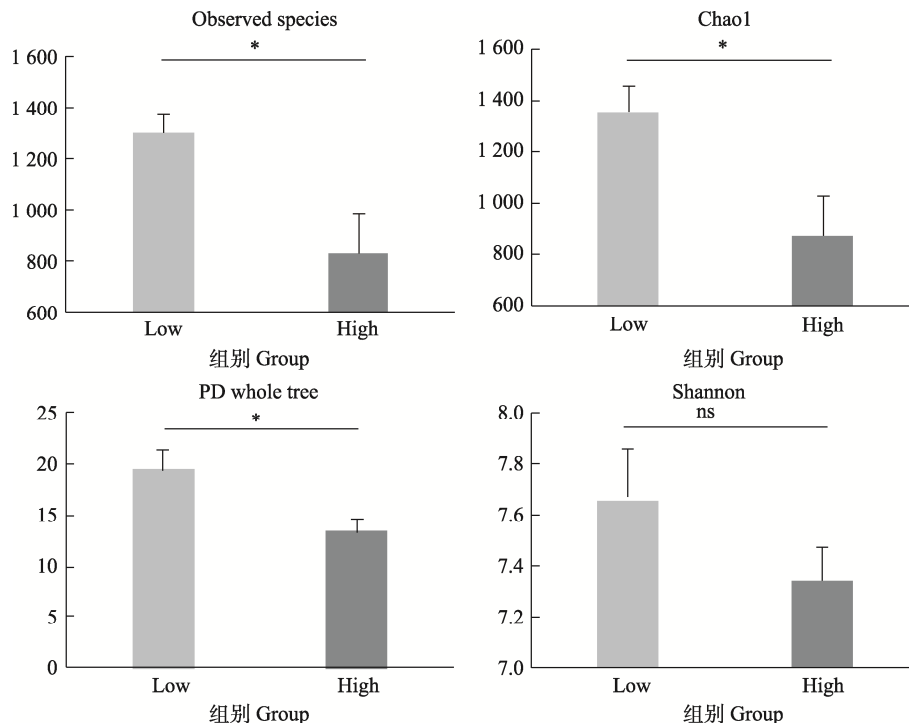 Observed species
*
1 600
1 400
1 200
1 000
800
600
Low High
组别 Group
Chao1
*
1 600
1 400
1 200
1 000
800
600
Low High
组别 Group
PD whole tree
*
25
20
15
10
5
0
Low High
组别 Group
Shannon
ns
8.0
7.8
7.6
7.4
7.2
7.0
Low High
组别 Group